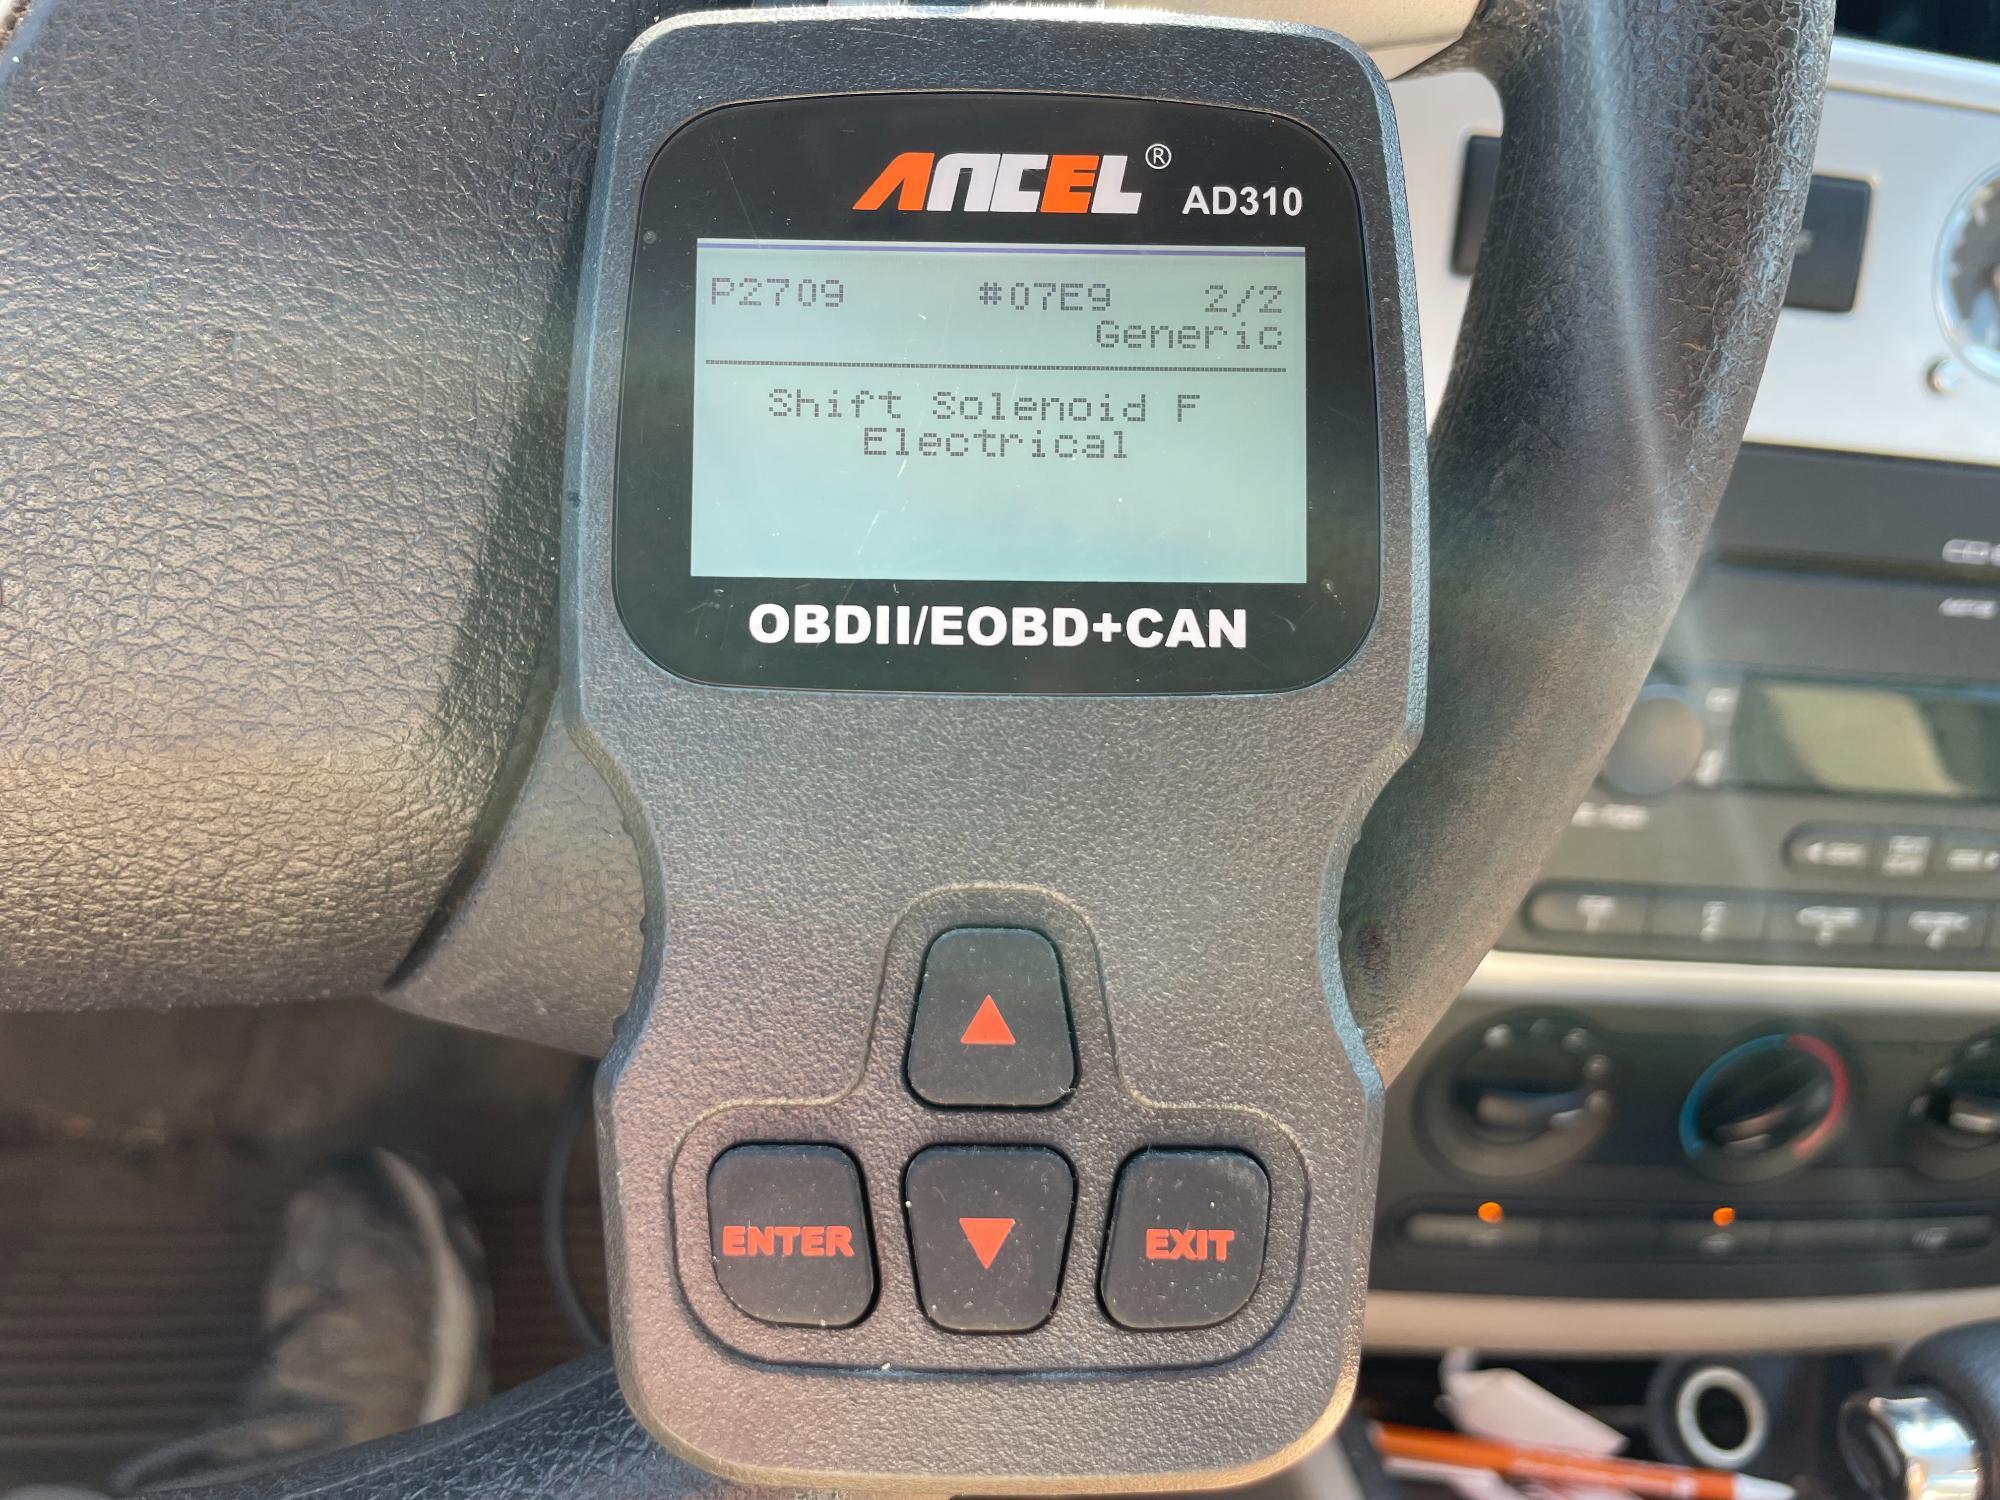 ANCEL® AD310
P2709 #07E9 2/2
Generic
Shift Solenoid F
Electrical
OBDII/EOBD+CAN
ENTER
EXIT